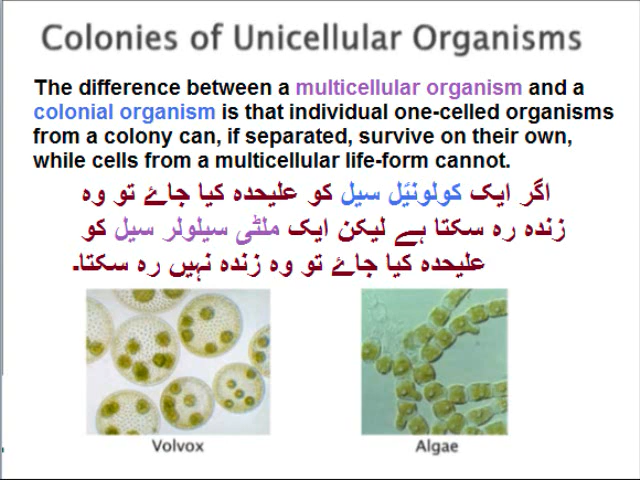 Colonies of Unicellular Organisms
The difference between a multicellular organism and a
colonial organism is that individual one-celled organisms
from a colony can, if separated, survive on their own,
while cells from a multicellular life-form cannot.
اگر ایک کولونیٔل سیل کو علیحدہ کیا جاۓ تو وہ
زندہ رہ سکتا ہے لیکن ایک ملٹی سیلولر سیل کو
علیحدہ کیا جاۓ تو وہ زندہ نہیں رہ سکتا۔
Volvox
Algae